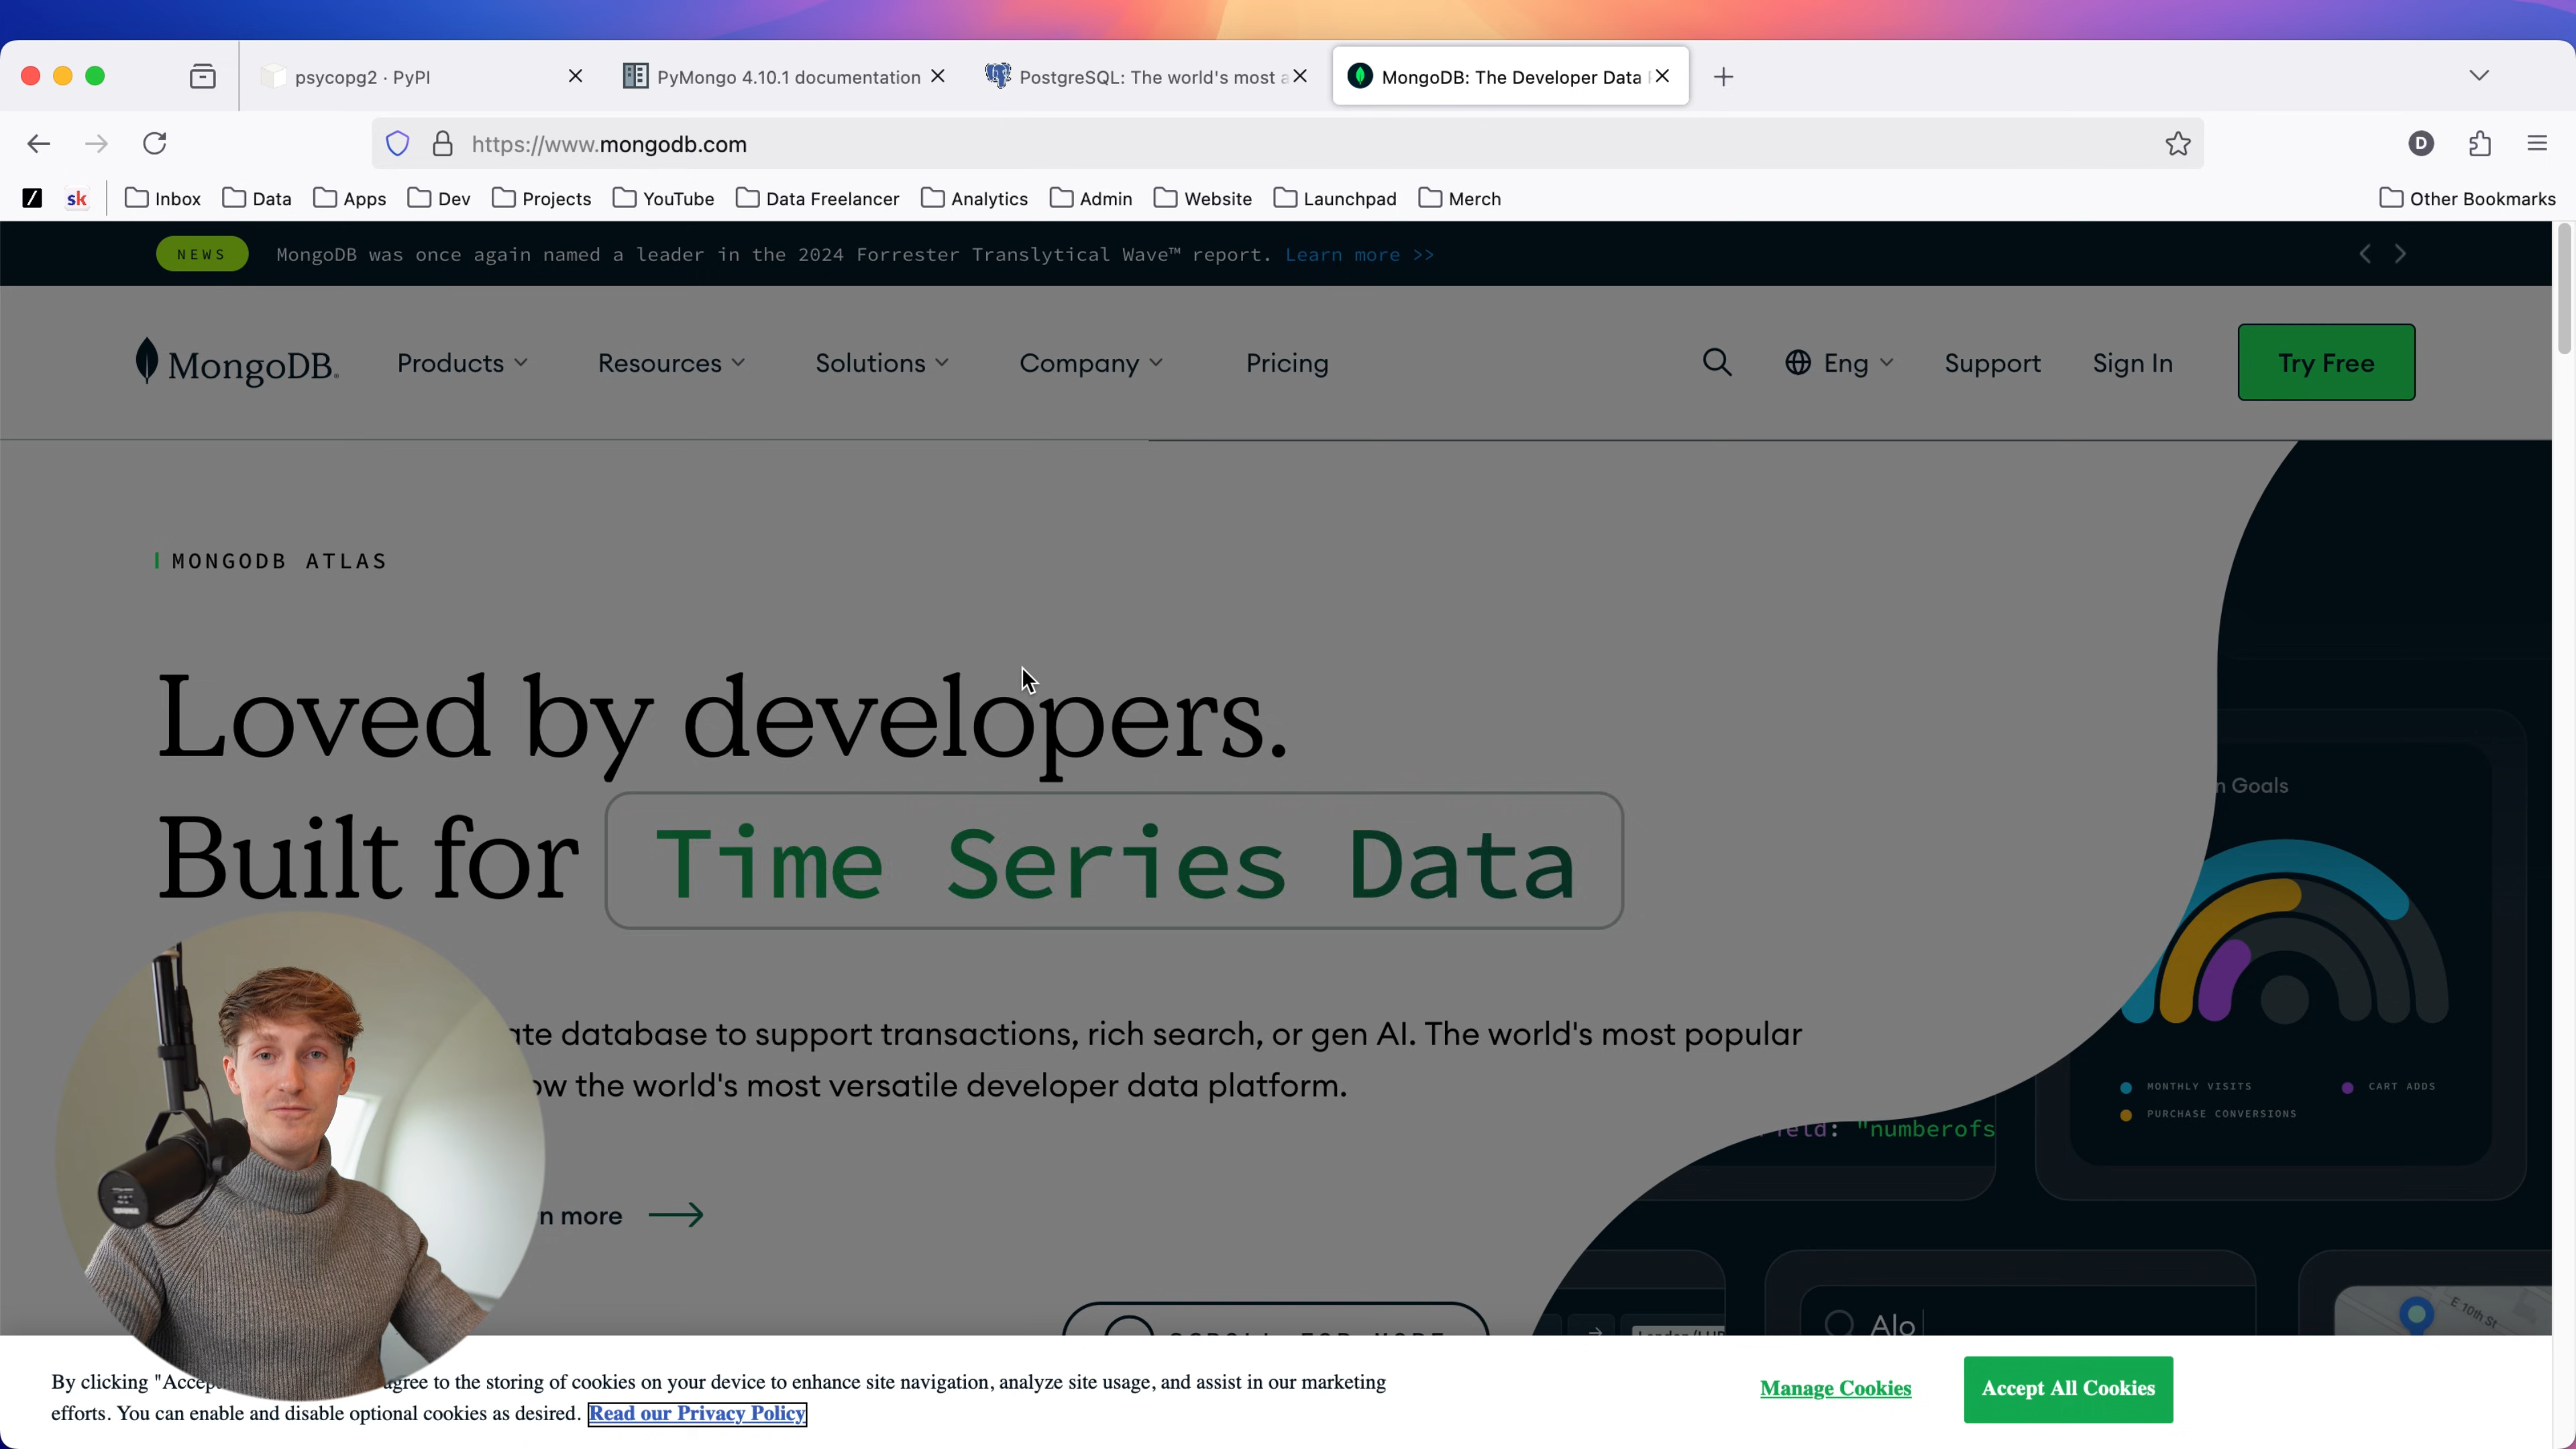 psycopg2 · PyPI
PyMongo 4.10.1 documentation
PostgreSQL: The world's most a
MongoDB: The Developer Data
https://www.mongodb.com
D
sk
Inbox
Data
Apps
Dev
Projects
YouTube
Data Freelancer
Analytics
Admin
Website
Launchpad
Merch
Other Bookmarks
NEWS
MongoDB was once again named a leader in the 2024 Forrester Translytical Wave™ report. Learn more >>
MongoDB.
Products
Resources
Solutions
Company
Pricing
Eng
Support
Sign In
Try Free
MONGODB ATLAS
Loved by developers.
Built for Time Series Data
n Goals
ate database to support transactions, rich search, or gen AI. The world's most popular
ow the world's most versatile developer data platform.
MONTHLY VISITS
CART ADDS
PURCHASE CONVERSIONS
"numberofs
n more
Alo
E 10th St
By clicking "Accep agree to the storing of cookies on your device to enhance site navigation, analyze site usage, and assist in our marketing
efforts. You can enable and disable optional cookies as desired. Read our Privacy Policy
Manage Cookies
Accept All Cookies